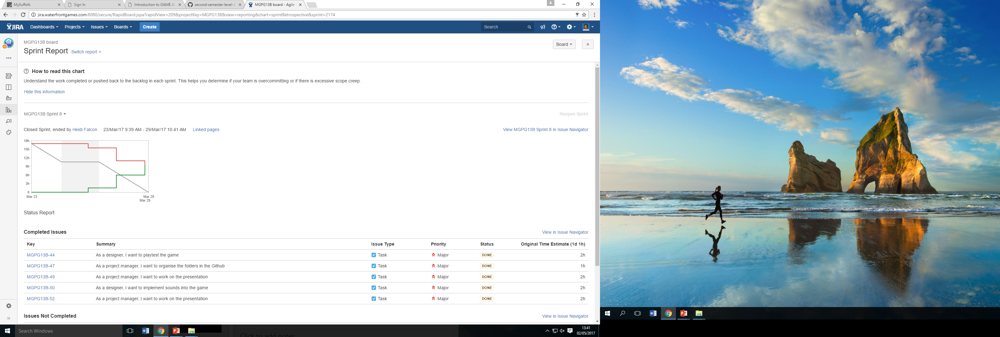 MySuffolk
Sign In
Introduction to GAME A
second-semester-level-4
MGPG13B board - Agile
jira.waterfrontgames.com:8080/secure/RapidBoard.jspa?rapidView=209&projectKey=MGPG13B&view=reporting&chart=sprintRetrospective&sprint=2174
JIRA Dashboards Projects Issues Boards Create Search
MGPG13B board
Sprint Report Switch report
Board
How to read this chart
Understand the work completed or pushed back to the backlog in each sprint. This helps you determine if your team is overcommitting or if there is excessive scope creep.
Hide this information
MGPG13B Sprint 8
Reopen Sprint
Closed Sprint, ended by Heidi Falcon 23/Mar/17 9:39 AM - 29/Mar/17 10:41 AM Linked pages
View MGPG13B Sprint 8 in Issue Navigator
18h
15h
12h
9h
6h
3h
0
Mar 23 Mar 29
Mar 29
Status Report
Completed Issues View in Issue Navigator
Key Summary Issue Type Priority Status Original Time Estimate (1d 1h)
MGPG13B-44 As a designer, I want to playtest the game Task Major DONE 2h
MGPG13B-47 As a project manager, I want to organise the folders in the Github Task Major DONE 1h
MGPG13B-49 As a project manager, I want to work on the presentation Task Major DONE 2h
MGPG13B-50 As a designer, I want to implement sounds into the game Task Major DONE 2h
MGPG13B-52 As a project manager, I want to work on the presentation Task Major DONE 2h
Issues Not Completed View in Issue Navigator
Search Windows
Click to add notes
13:41
02/05/2017